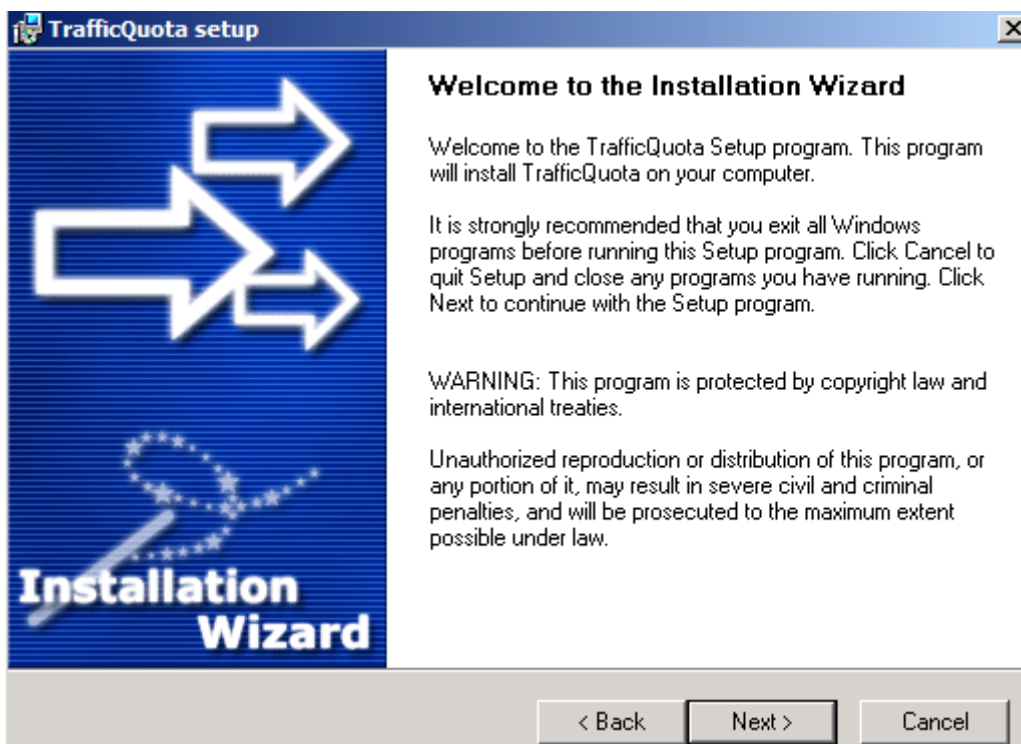 TrafficQuota setup
Welcome to the Installation Wizard
Welcome to the TrafficQuota Setup program. This program
will install TrafficQuota on your computer.
It is strongly recommended that you exit all Windows
programs before running this Setup program. Click Cancel to
quit Setup and close any programs you have running. Click
Next to continue with the Setup program.
WARNING: This program is protected by copyright law and
international treaties.
Unauthorized reproduction or distribution of this program, or
any portion of it, may result in severe civil and criminal
penalties, and will be prosecuted to the maximum extent
possible under law.
Installation
Wizard
< Back
Next >
Cancel